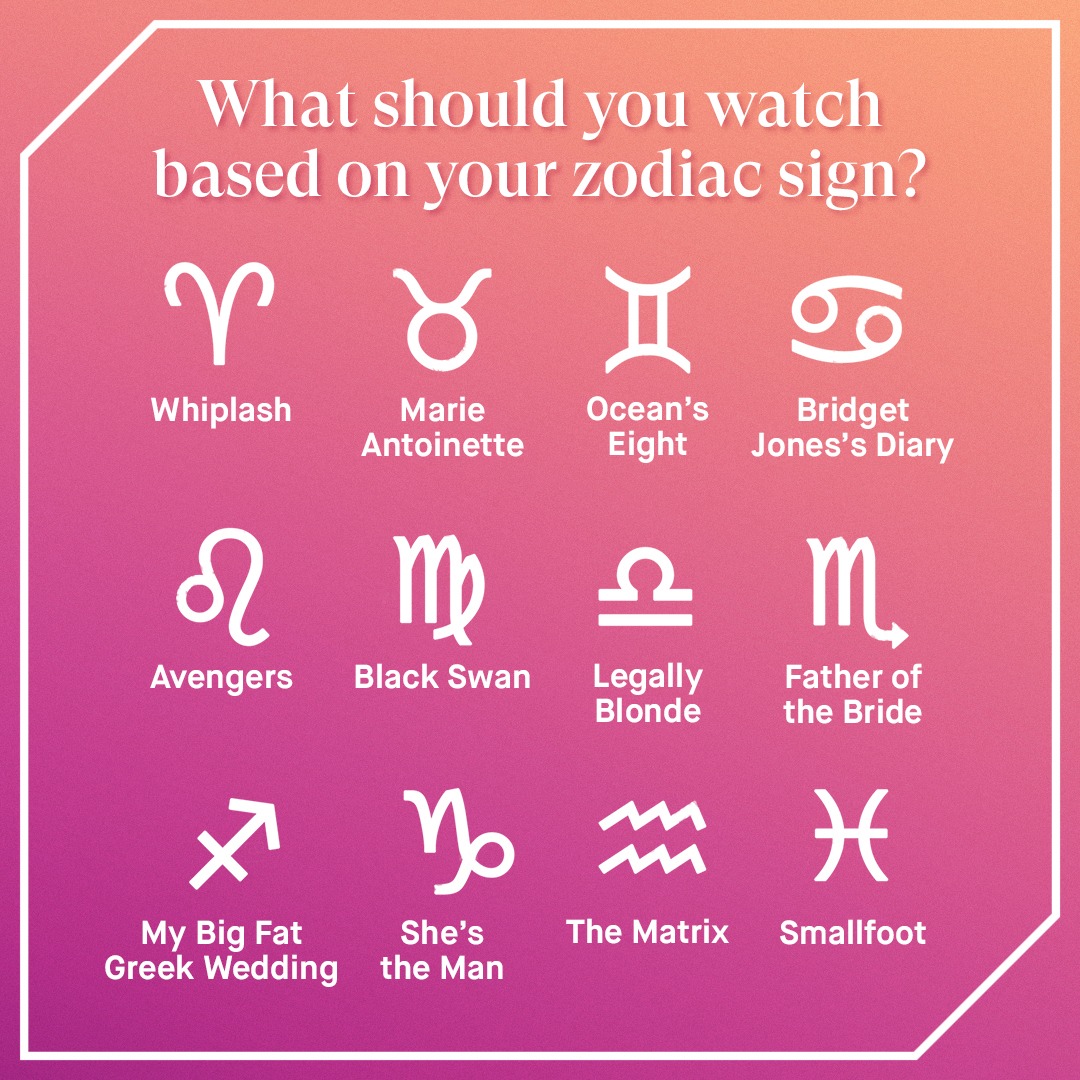 What should you watch
based on your zodiac sign?
Whiplash
Marie
Antoinette
Ocean’s
Eight
Bridget
Jones’s Diary
Avengers
Black Swan
Legally
Blonde
Father of
the Bride
My Big Fat
Greek Wedding
She’s
the Man
The Matrix
Smallfoot